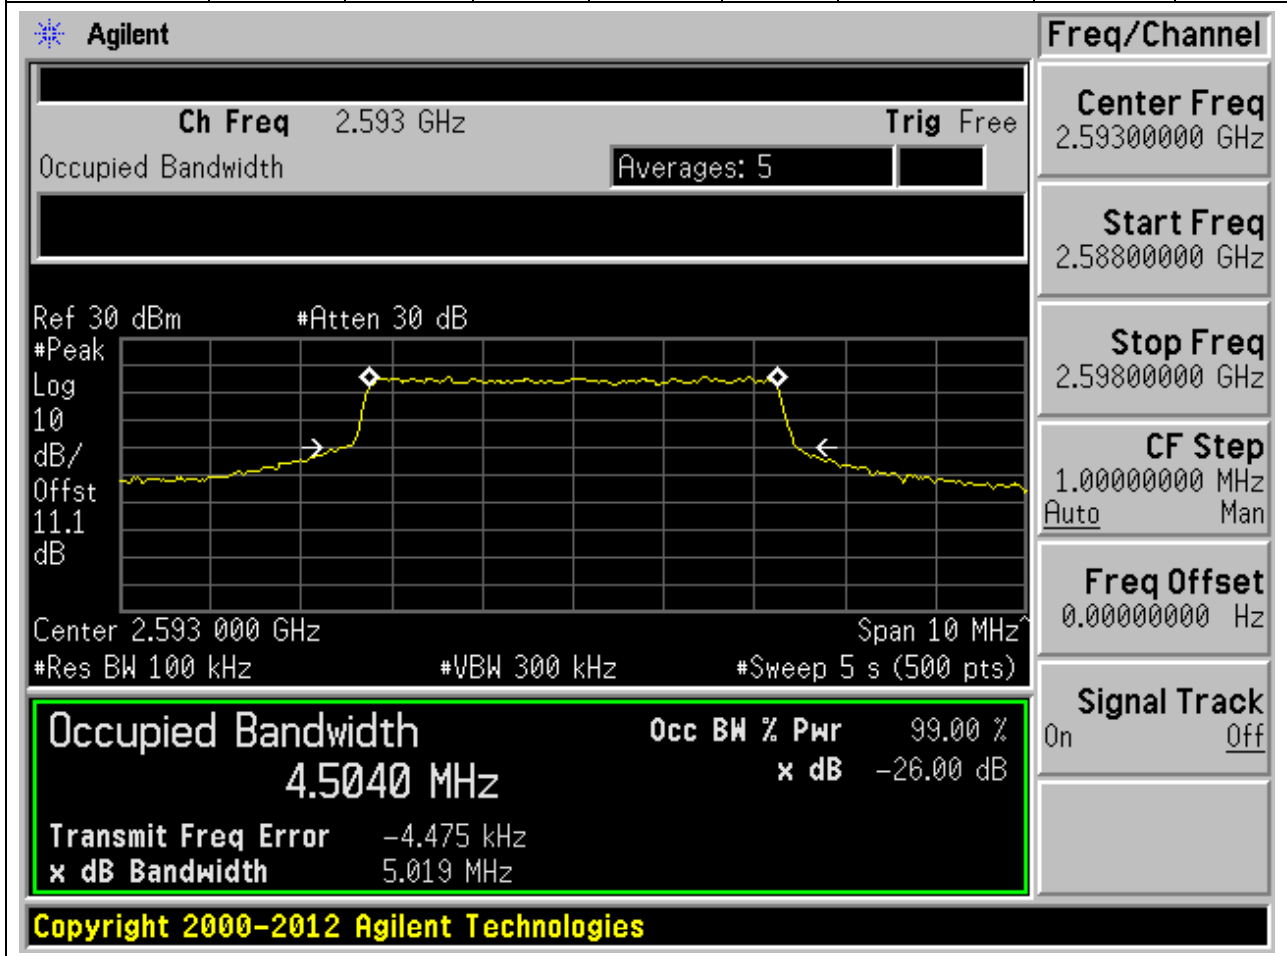 Agilent
Freq/Channel
Ch Freq 2.593 GHz Trig Free
Occupied Bandwidth Averages: 5
Center Freq
2.59300000 GHz
Start Freq
2.58800000 GHz
Stop Freq
2.59800000 GHz
CF Step
1.00000000 MHz
Auto Man
Freq Offset
0.00000000 Hz
Signal Track
On Off
Ref 30 dBm #Atten 30 dB
#Peak
Log
10
dB/
Offst
11.1
dB
Center 2.593 000 GHz Span 10 MHz^
#Res BW 100 kHz #VBW 300 kHz #Sweep 5 s (500 pts)
Occupied Bandwidth
4.5040 MHz
Occ BW % Pwr 99.00 %
x dB -26.00 dB
Transmit Freq Error -4.475 kHz
x dB Bandwidth 5.019 MHz
Copyright 2000-2012 Agilent Technologies